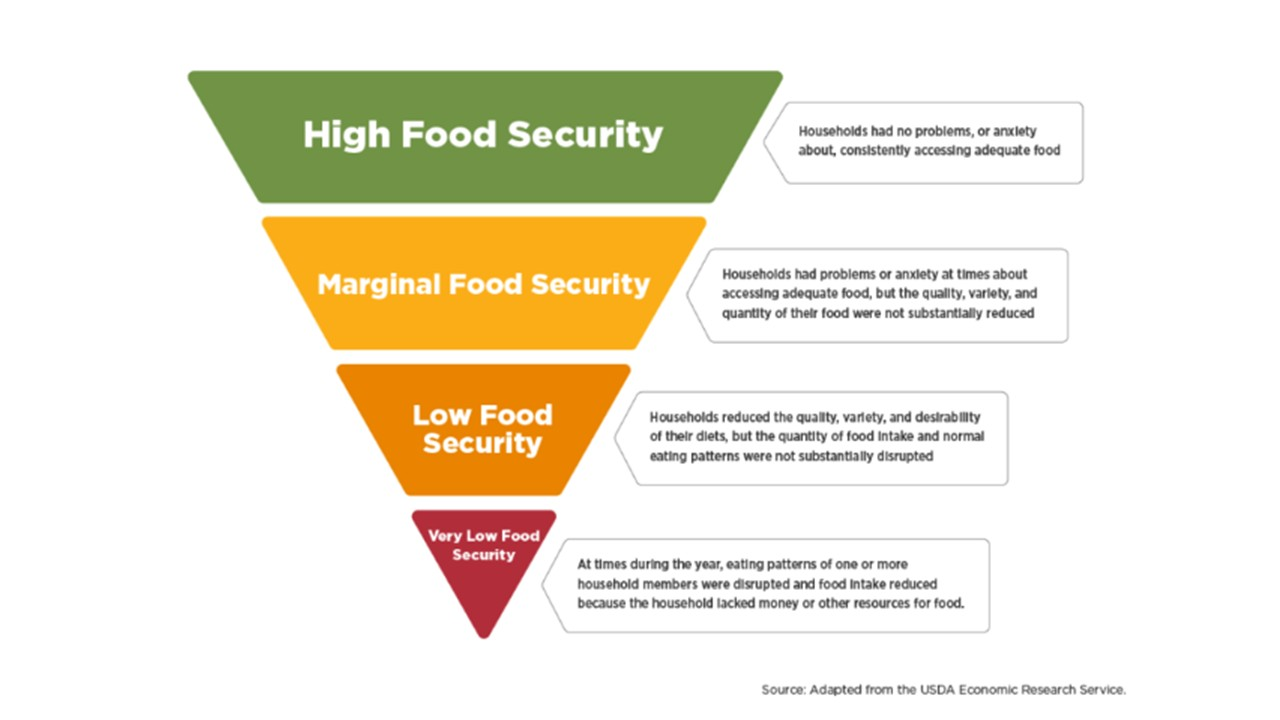 High Food Security
Households had no problems, or anxiety
about, consistently accessing adequate food
Marginal Food Security
Households had problems or anxiety at times about
accessing adequate food, but the quality, variety, and
quantity of their food were not substantially reduced
Low Food
Security
Households reduced the quality, variety, and desirability
of their diets, but the quantity of food intake and normal
eating patterns were not substantially disrupted
Very Low Food
Security
At times during the year, eating patterns of one or more
household members were disrupted and food intake reduced
because the household lacked money or other resources for food.
Source: Adapted from the USDA Economic Research Service.